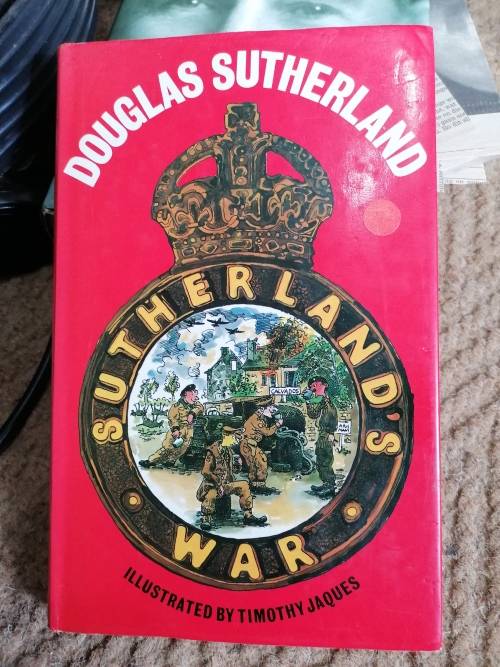 DOUGLAS SUTHERLAND
SUTHERLAND'S
WAR
CALVADOS
ILLUSTRATED BY TIMOTHY JAQUES